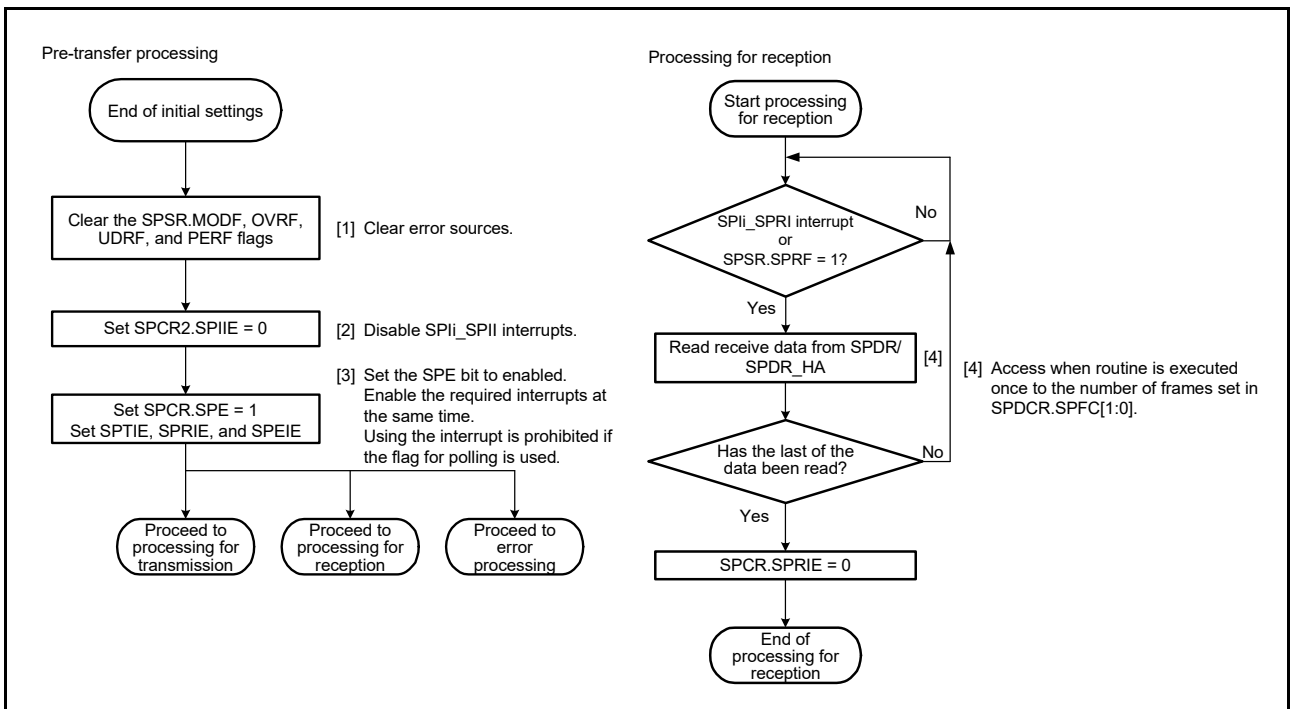 Pre-transfer processing
End of initial settings
Clear the SPSR.MODF, OVRF,
UDRF, and PERF flags
[1] Clear error sources.
Set SPCR2.SPIIE = 0
[2] Disable SPIi_SPII interrupts.
Set SPCR.SPE = 1
Set SPTIE, SPRIE, and SPEIE
[3] Set the SPE bit to enabled.
Enable the required interrupts at
the same time.
Using the interrupt is prohibited if
the flag for polling is used.
Proceed to
processing for
transmission
Proceed to
processing for
reception
Proceed to
error
processing
Processing for reception
Start processing
for reception
SPIi_SPRI interrupt
or
SPSR.SPRF = 1?
No
Yes
Read receive data from SPDR/
SPDR_HA
[4]
[4] Access when routine is executed
once to the number of frames set in
SPDCR.SPFC[1:0].
Has the last of the
data been read?
No
Yes
SPCR.SPRIE = 0
End of
processing for
reception